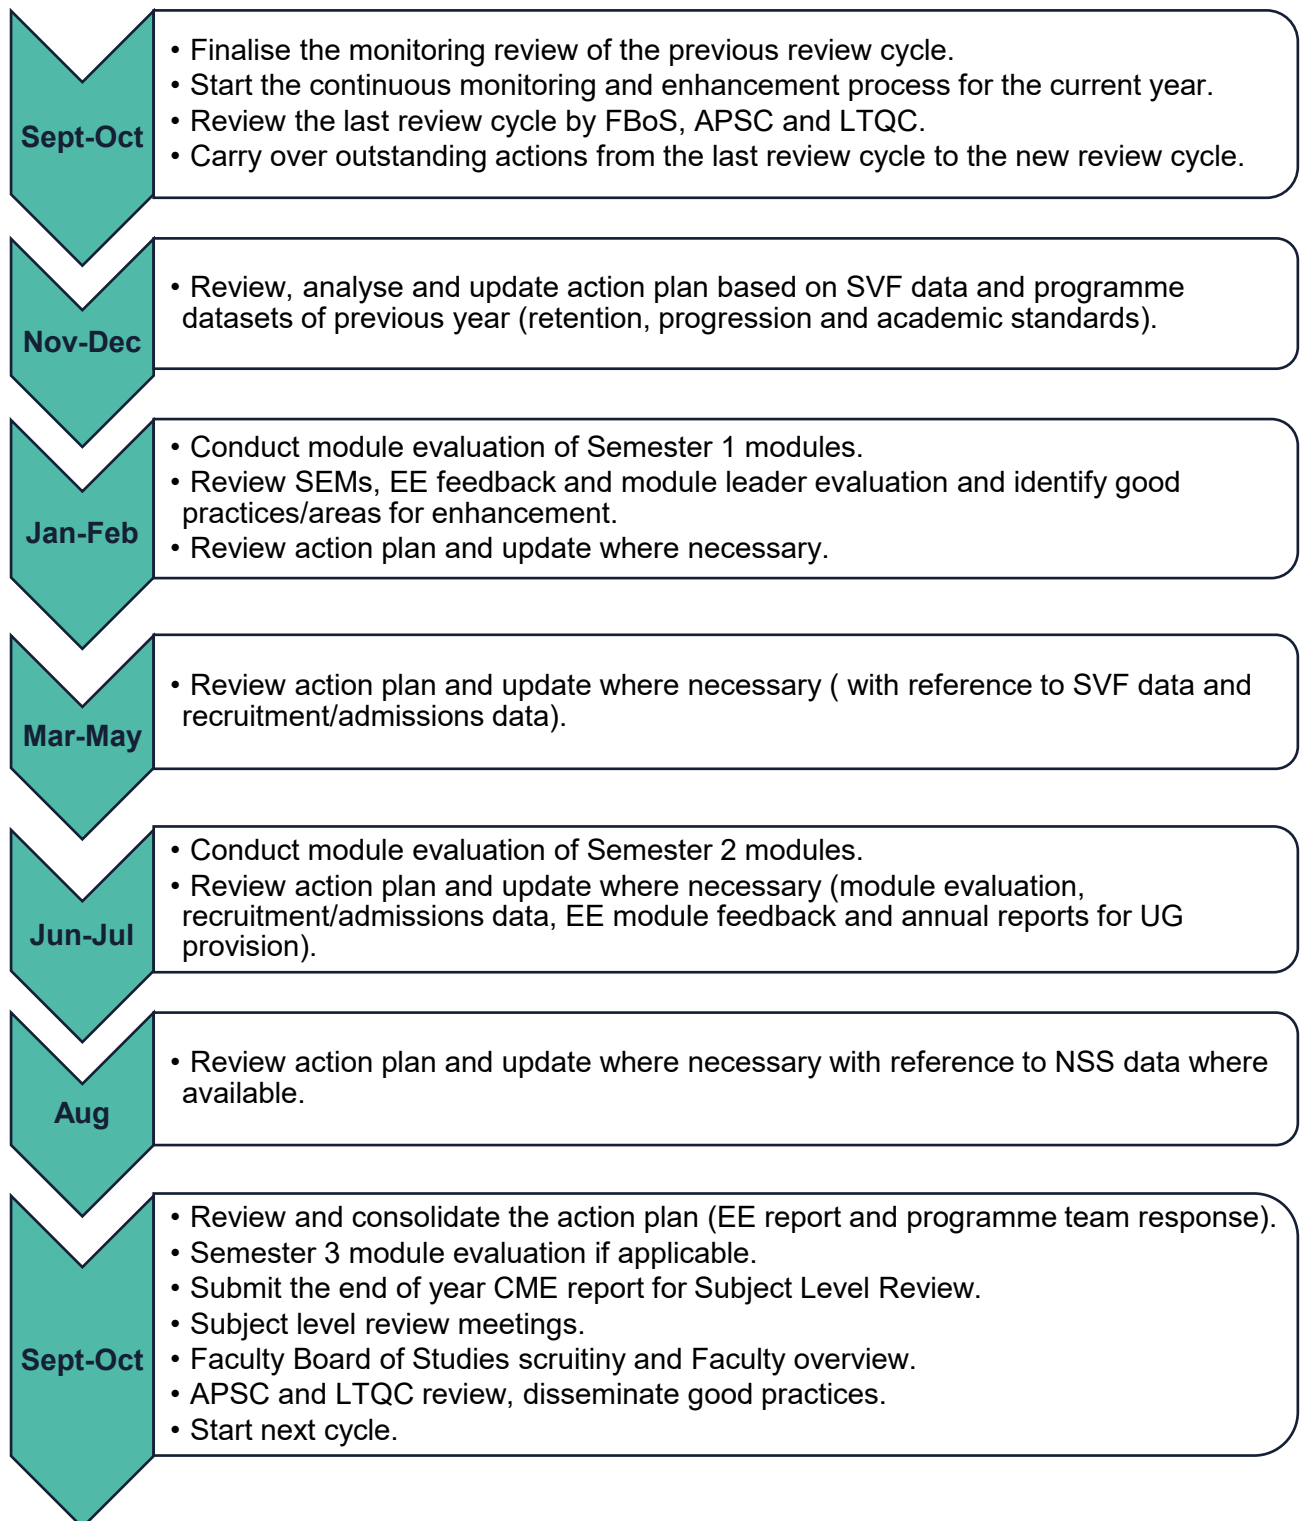 Sept-Oct
• Finalise the monitoring review of the previous review cycle.
• Start the continuous monitoring and enhancement process for the current year.
• Review the last review cycle by FBoS, APSC and LTQC.
• Carry over outstanding actions from the last review cycle to the new review cycle.
Nov-Dec
• Review, analyse and update action plan based on SVF data and programme
datasets of previous year (retention, progression and academic standards).
Jan-Feb
• Conduct module evaluation of Semester 1 modules.
• Review SEMs, EE feedback and module leader evaluation and identify good
practices/areas for enhancement.
• Review action plan and update where necessary.
Mar-May
• Review action plan and update where necessary ( with reference to SVF data and
recruitment/admissions data).
Jun-Jul
• Conduct module evaluation of Semester 2 modules.
• Review action plan and update where necessary (module evaluation,
recruitment/admissions data, EE module feedback and annual reports for UG
provision).
Aug
• Review action plan and update where necessary with reference to NSS data where
available.
Sept-Oct
• Review and consolidate the action plan (EE report and programme team response).
• Semester 3 module evaluation if applicable.
• Submit the end of year CME report for Subject Level Review.
• Subject level review meetings.
• Faculty Board of Studies scruitiny and Faculty overview.
• APSC and LTQC review, disseminate good practices.
• Start next cycle.